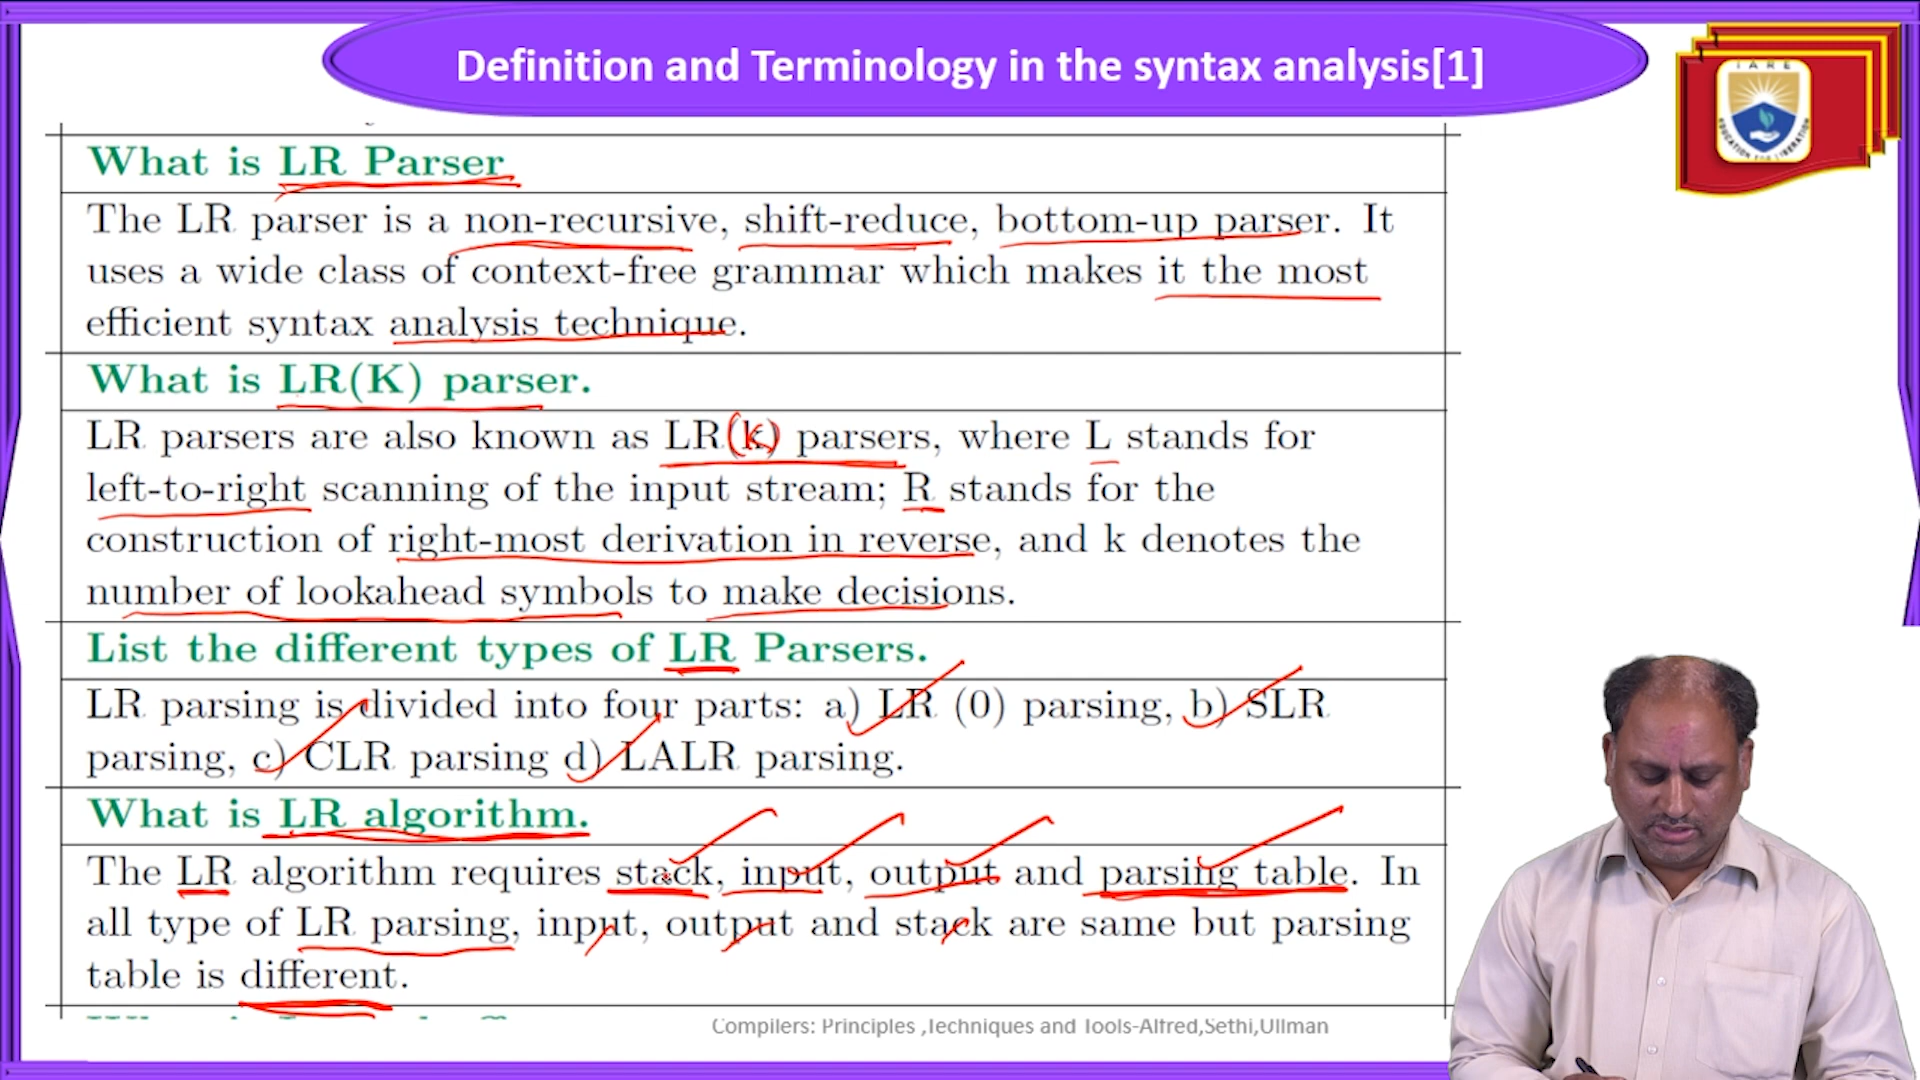 Definition and Terminology in the syntax analysis[1]
IARE
EDUCATION FOR LIBERATION
What is LR Parser
The LR parser is a non-recursive, shift-reduce, bottom-up parser. It
uses a wide class of context-free grammar which makes it the most
efficient syntax analysis technique.
What is LR(K) parser.
LR parsers are also known as LR(k) parsers, where L stands for
left-to-right scanning of the input stream; R stands for the
construction of right-most derivation in reverse, and k denotes the
number of lookahead symbols to make decisions.
List the different types of LR Parsers.
LR parsing is divided into four parts: a) LR (0) parsing, b) SLR
parsing, c) CLR parsing d) LALR parsing.
What is LR algorithm.
The LR algorithm requires stack, input, output and parsing table. In
all type of LR parsing, input, output and stack are same but parsing
table is different.
Compilers: Principles ,Techniques and Tools-Alfred,Sethi,Ullman